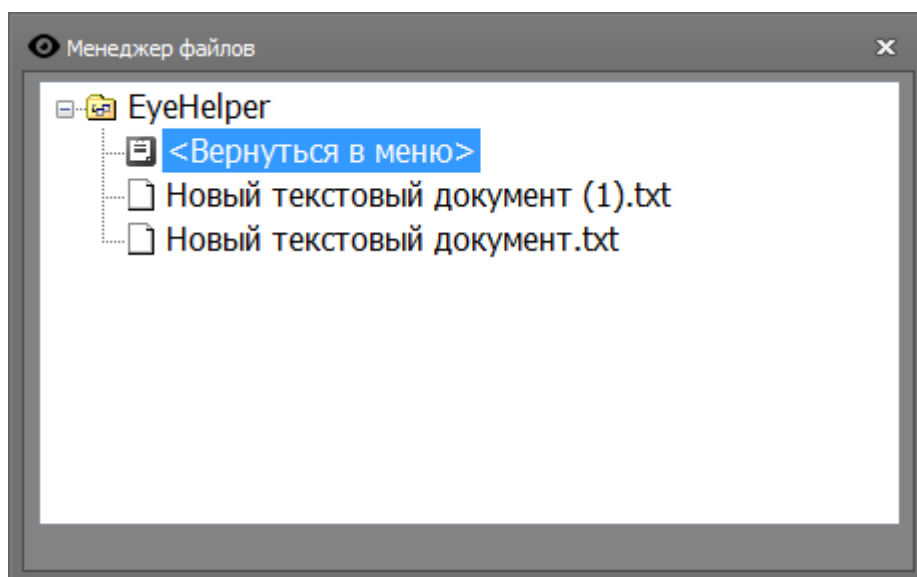 Менеджер файлов
EyeHelper
<Вернуться в меню>
Новый текстовый документ (1).txt
Новый текстовый документ.txt